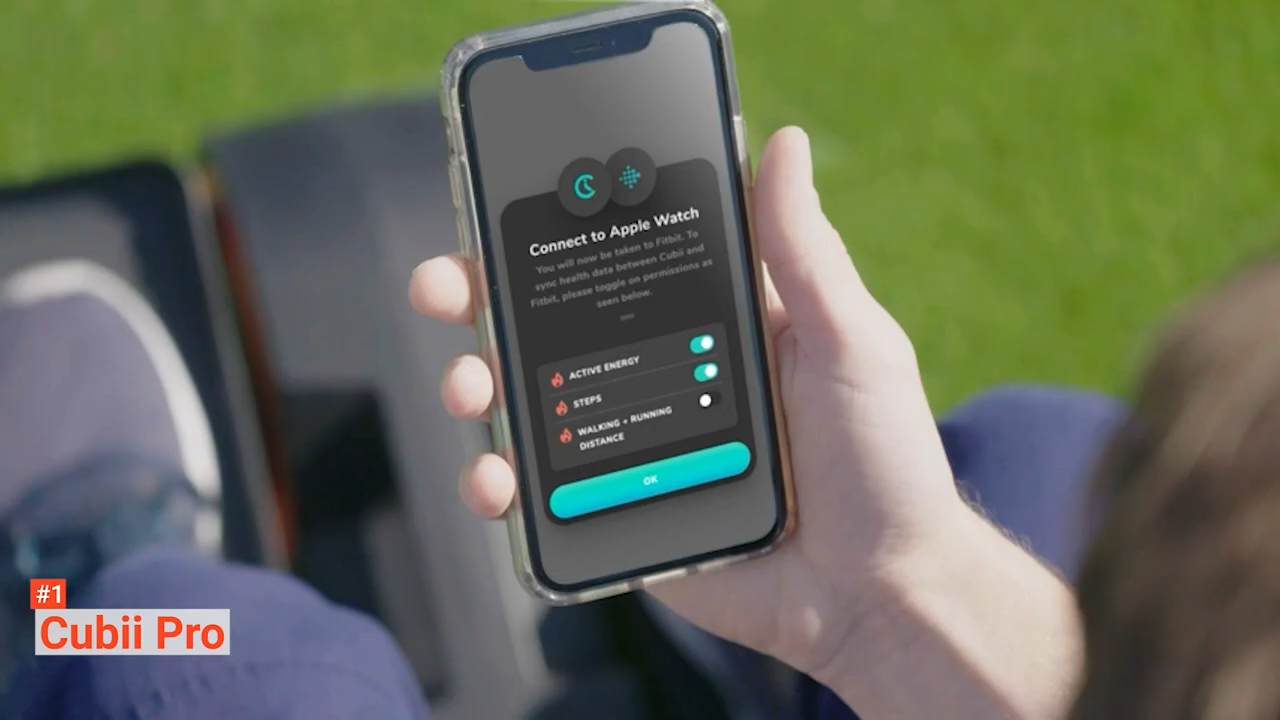 Connect to Apple Watch
You will now be taken to Fitbit. To
sync health data between Cubii and
Fitbit, please toggle on permissions as
seen below.
ACTIVE ENERGY
STEPS
WALKING + RUNNING
DISTANCE
OK
#1
Cubii Pro